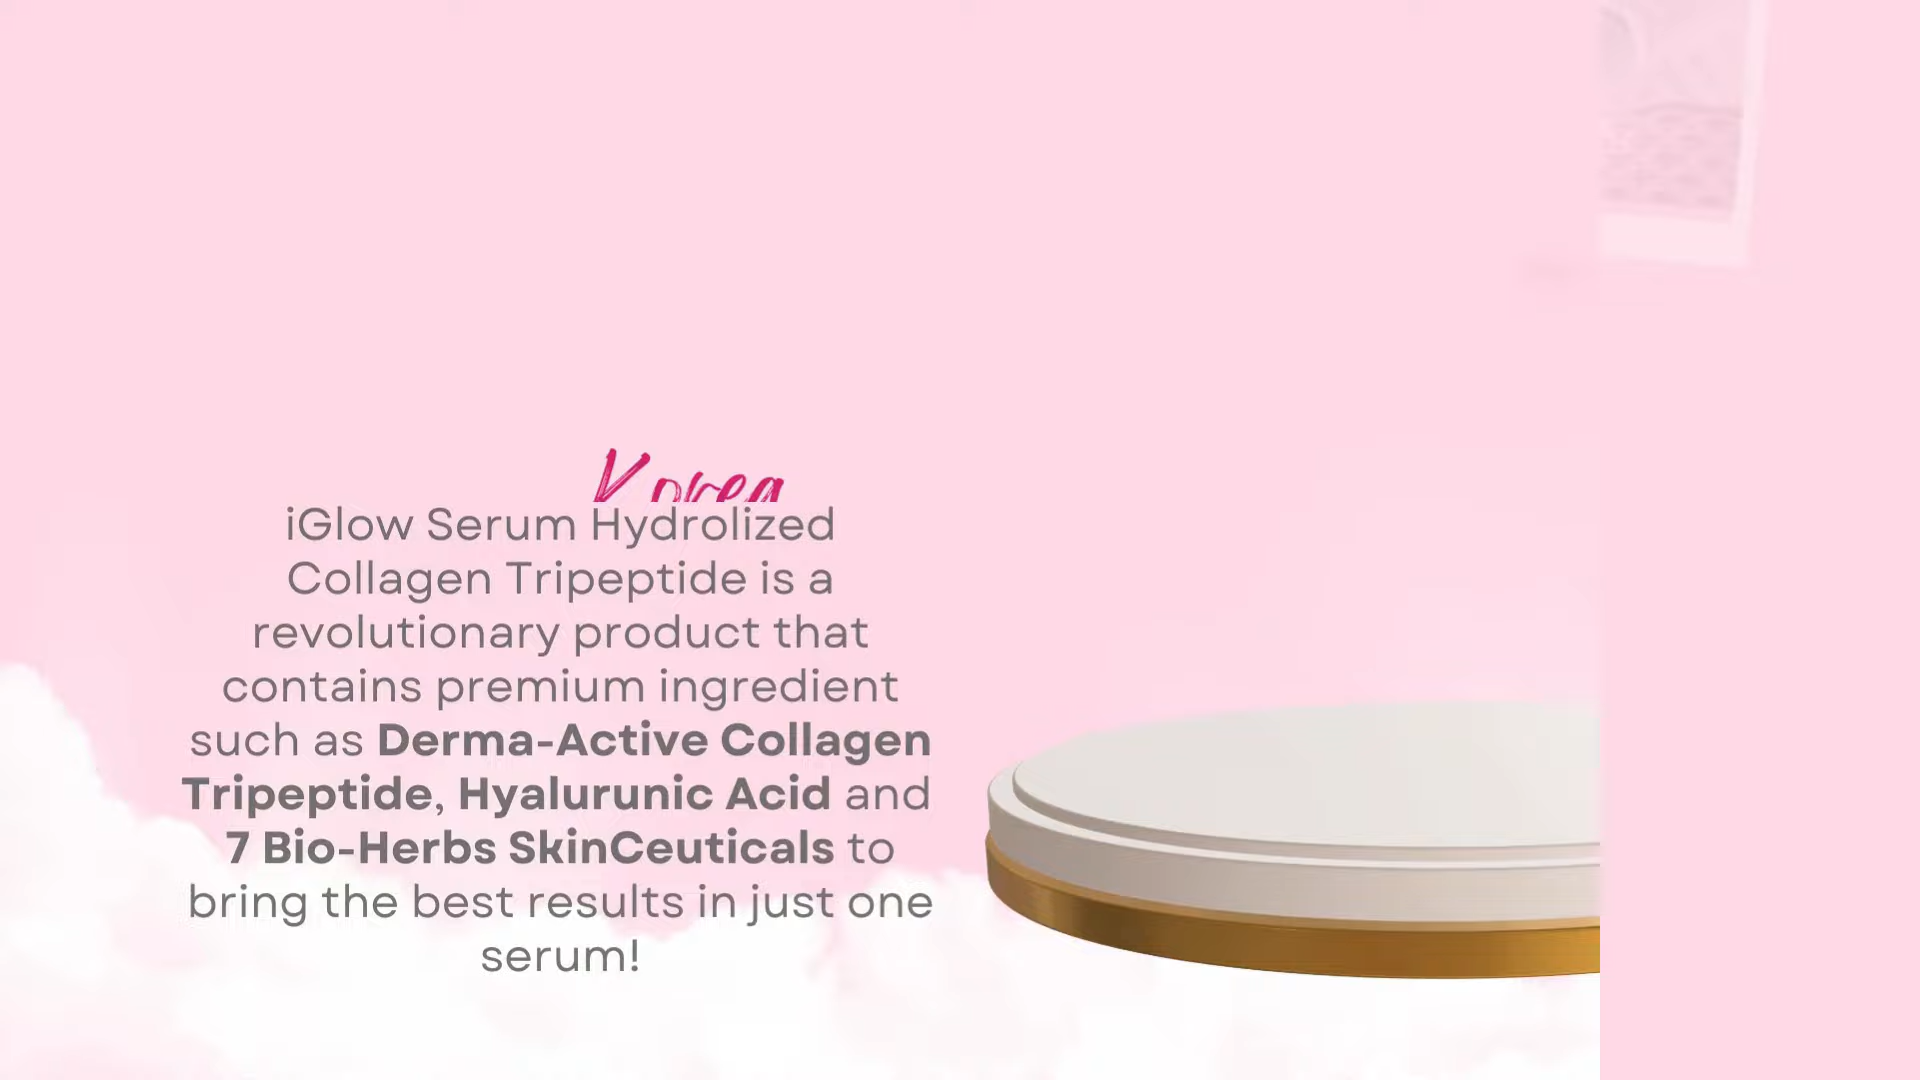 Korea
iGlow Serum Hydrolized
Collagen Tripeptide is a
revolutionary product that
contains premium ingredient
such as Derma-Active Collagen
Tripeptide, Hyalurunic Acid and
7 Bio-Herbs SkinCeuticals to
bring the best results in just one
serum!